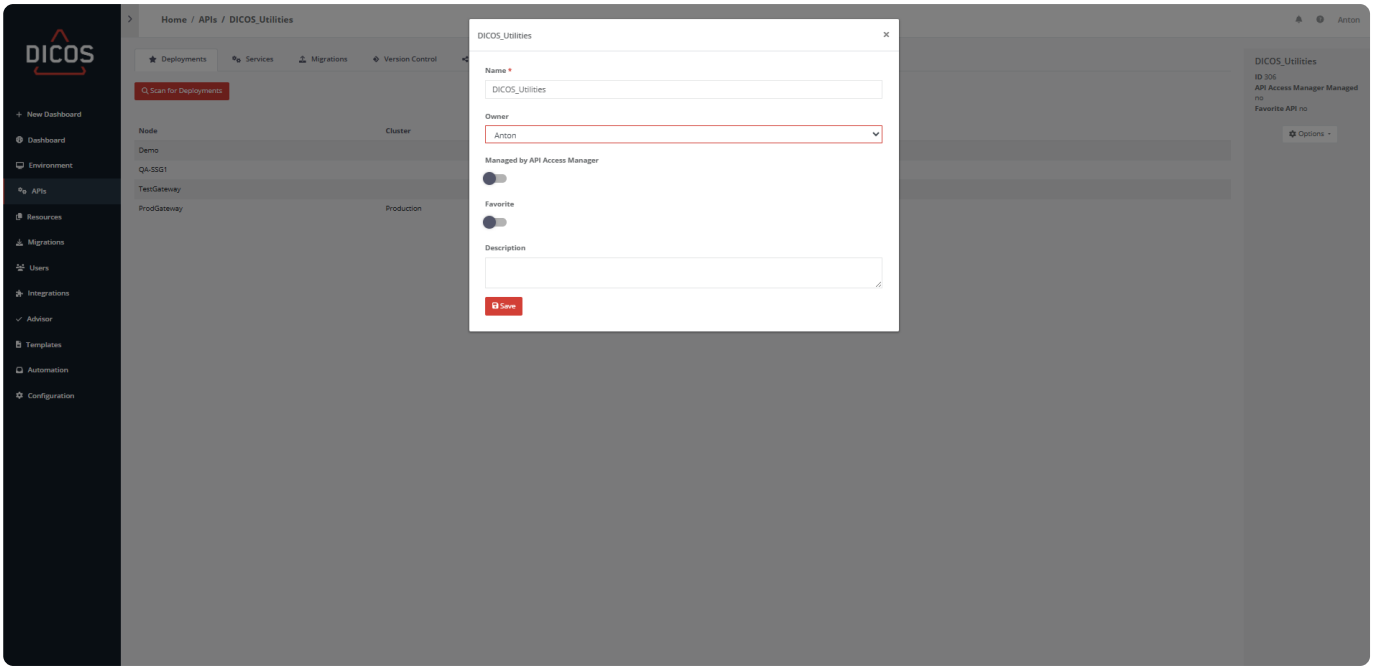 DICOS
+ New Dashboard
Dashboard
Environment
APIs
Resources
Migrations
Users
Integrations
Advisor
Templates
Automation
Configuration
Home / APIs / DICOS_Utilities
Anton
Deployments
Services
Migrations
Version Control
Scan for Deployments
Node
Cluster
Demo
QA-SSG1
TestGateway
ProdGateway
Production
DICOS_Utilities
×
Name *
DICOS_Utilities
Owner
Anton
Managed by API Access Manager
Favorite
Description
Save
DICOS_Utilities
ID 306
API Access Manager Managed
no
Favorite API no
Options